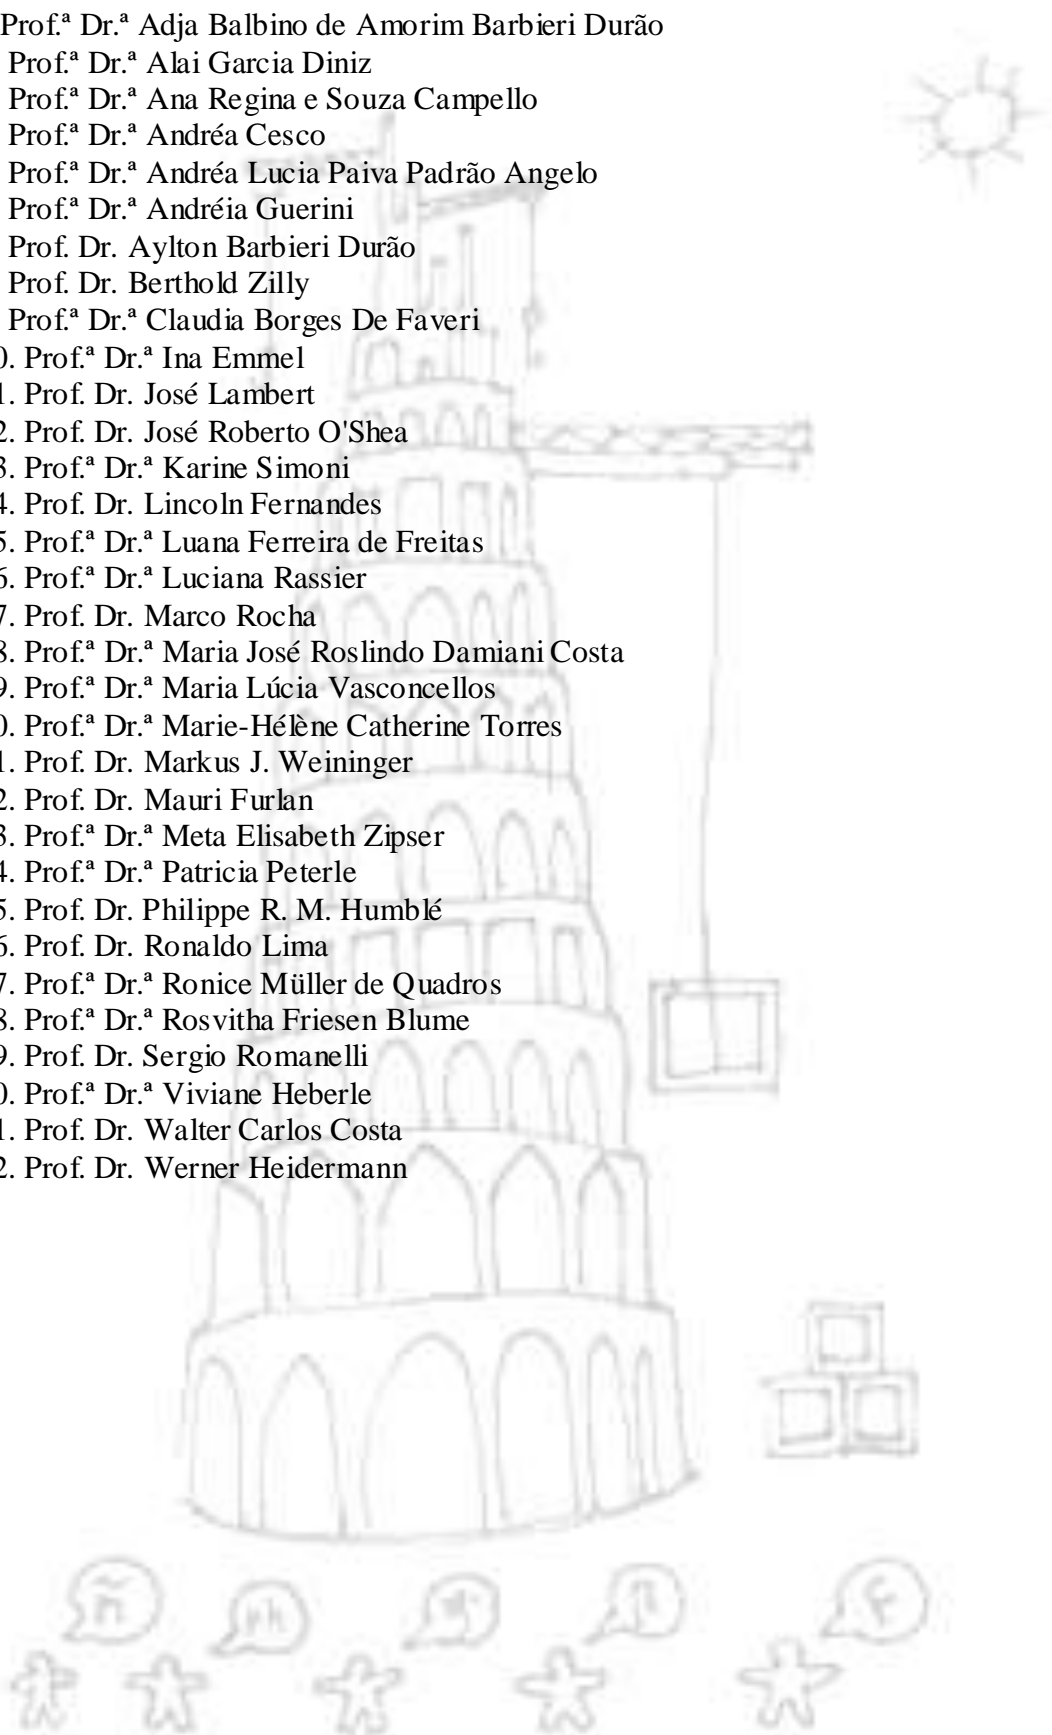 Prof.ª Dr.ª Adja Balbino de Amorim Barbieri Durão
Prof.ª Dr.ª Alai Garcia Diniz
Prof.ª Dr.ª Ana Regina e Souza Campello
Prof.ª Dr.ª Andréa Cesco
Prof.ª Dr.ª Andréa Lucia Paiva Padrão Angelo
Prof.ª Dr.ª Andréia Guerini
Prof. Dr. Aylton Barbieri Durão
Prof. Dr. Berthold Zilly
Prof.ª Dr.ª Claudia Borges De Faveri
0. Prof.ª Dr.ª Ina Emmel
1. Prof. Dr. José Lambert
2. Prof. Dr. José Roberto O'Shea
3. Prof.ª Dr.ª Karine Simoni
4. Prof. Dr. Lincoln Fernandes
5. Prof.ª Dr.ª Luana Ferreira de Freitas
6. Prof.ª Dr.ª Luciana Rassier
7. Prof. Dr. Marco Rocha
8. Prof.ª Dr.ª Maria José Roslindo Damiani Costa
9. Prof.ª Dr.ª Maria Lúcia Vasconcellos
0. Prof.ª Dr.ª Marie-Hélène Catherine Torres
1. Prof. Dr. Markus J. Weininger
2. Prof. Dr. Mauri Furlan
3. Prof.ª Dr.ª Meta Elisabeth Zipser
4. Prof.ª Dr.ª Patricia Peterle
5. Prof. Dr. Philippe R. M. Humblé
6. Prof. Dr. Ronaldo Lima
7. Prof.ª Dr.ª Ronice Müller de Quadros
8. Prof.ª Dr.ª Rosvitha Friesen Blume
9. Prof. Dr. Sergio Romanelli
0. Prof.ª Dr.ª Viviane Heberle
1. Prof. Dr. Walter Carlos Costa
2. Prof. Dr. Werner Heidermann